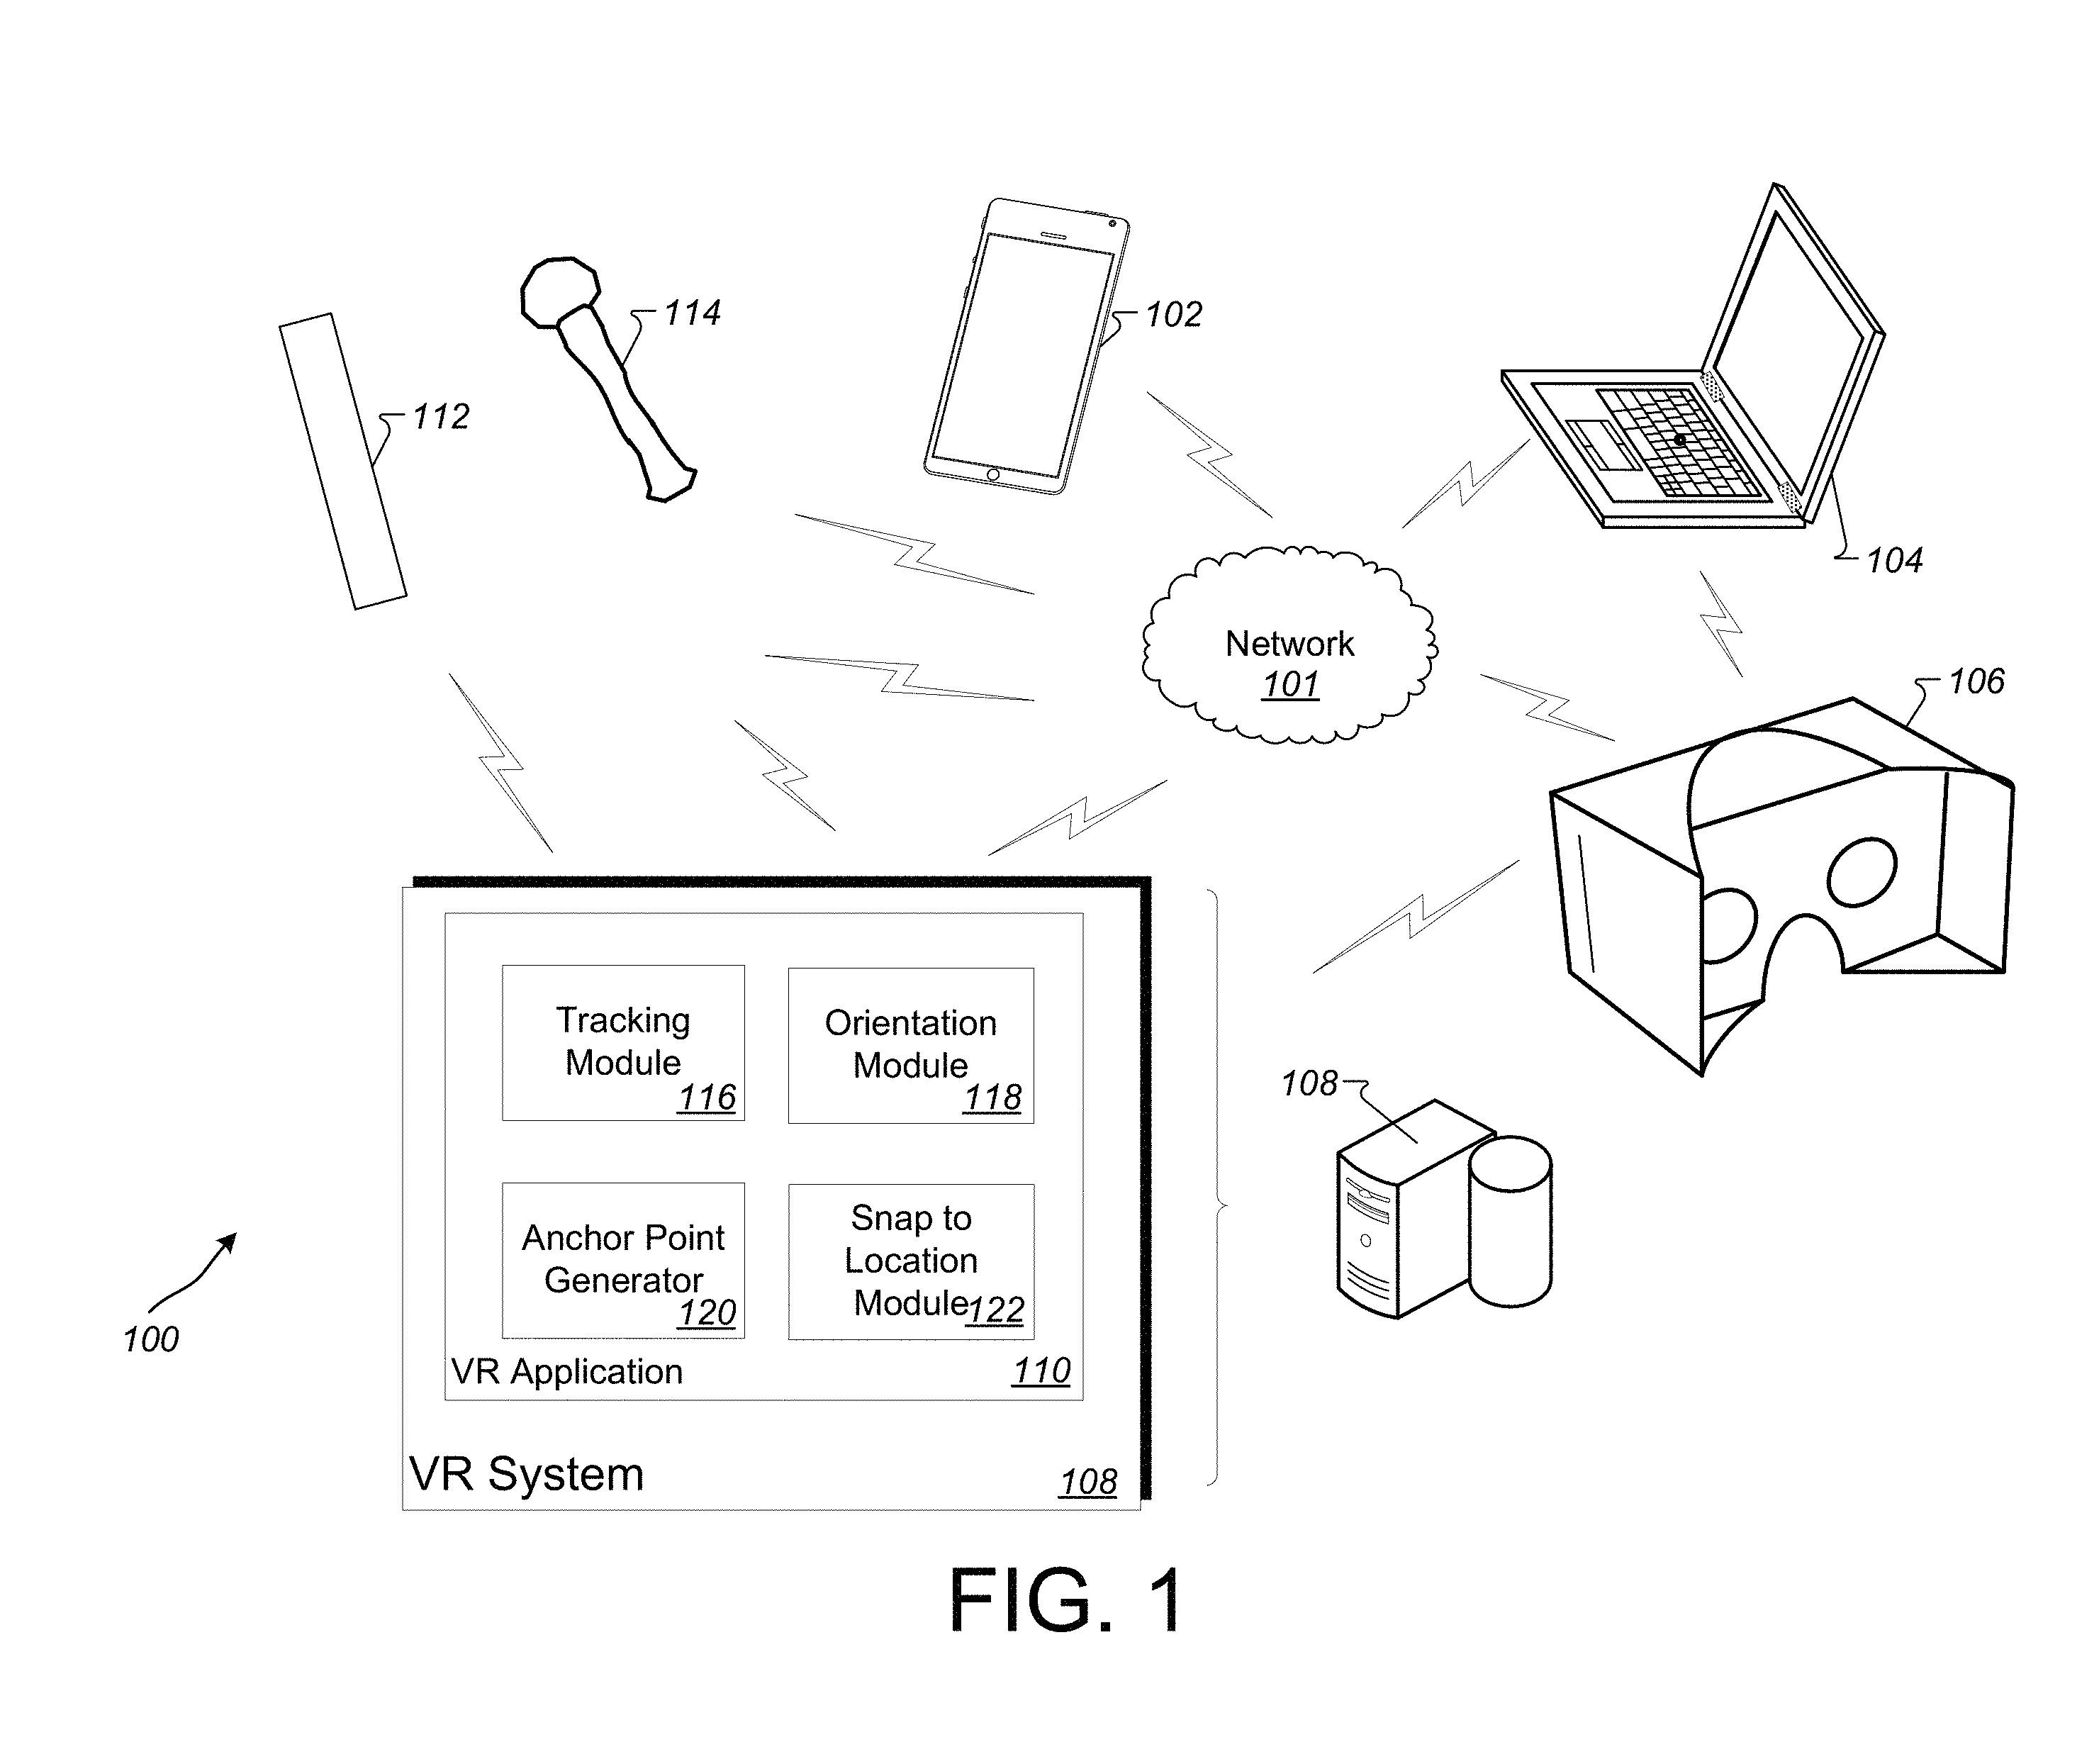 114
102
112
104
Network
101
106
Tracking
Module
116
Orientation
Module
118
108
Anchor Point
Generator
120
Snap to
Location
Module
122
100
VR Application
110
VR System
108
FIG. 1